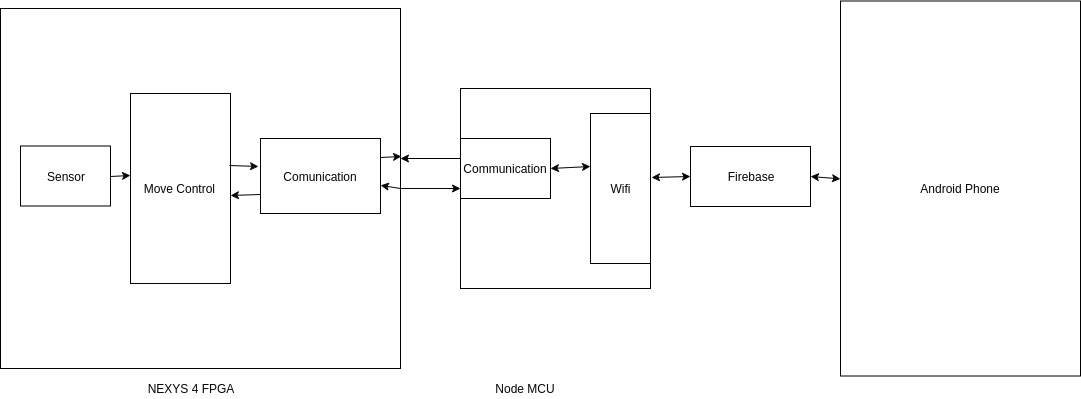 Sensor
Move Control
Comunication
Communication
Wifi
Firebase
Android Phone
NEXYS 4 FPGA
Node MCU